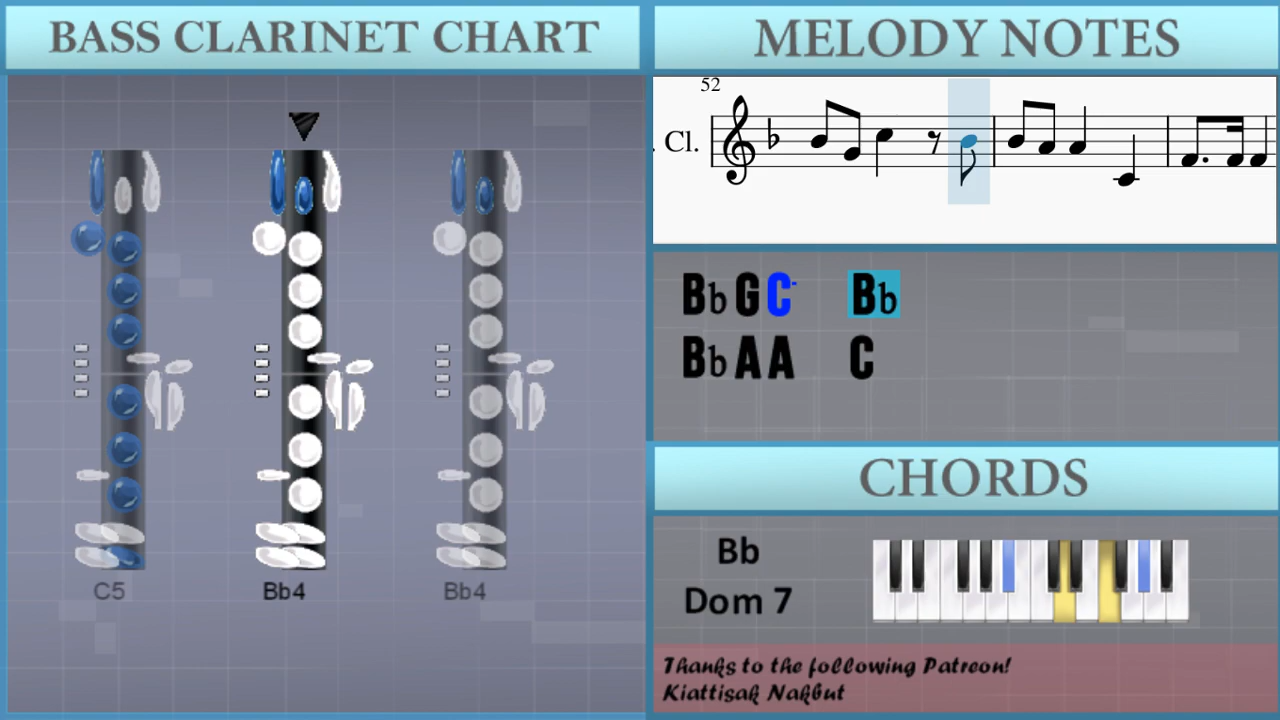 BASS CLARINET CHART
C5
Bb4
Bb4
MELODY NOTES
52
. Cl.
Bb G C- Bb
Bb A A C
CHORDS
Bb
Dom 7
Thanks to the following Patreon!
Kiattisak Nakbut